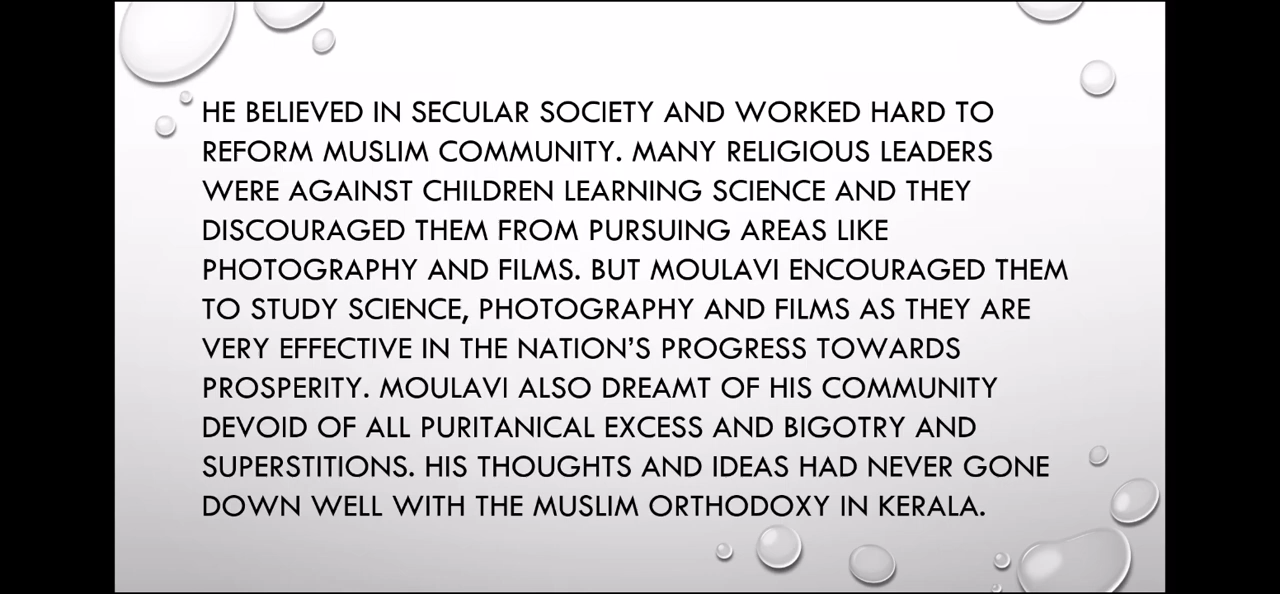 HE BELIEVED IN SECULAR SOCIETY AND WORKED HARD TO
REFORM MUSLIM COMMUNITY. MANY RELIGIOUS LEADERS
WERE AGAINST CHILDREN LEARNING SCIENCE AND THEY
DISCOURAGED THEM FROM PURSUING AREAS LIKE
PHOTOGRAPHY AND FILMS. BUT MOULAVI ENCOURAGED THEM
TO STUDY SCIENCE, PHOTOGRAPHY AND FILMS AS THEY ARE
VERY EFFECTIVE IN THE NATION’S PROGRESS TOWARDS
PROSPERITY. MOULAVI ALSO DREAMT OF HIS COMMUNITY
DEVOID OF ALL PURITANICAL EXCESS AND BIGOTRY AND
SUPERSTITIONS. HIS THOUGHTS AND IDEAS HAD NEVER GONE
DOWN WELL WITH THE MUSLIM ORTHODOXY IN KERALA.